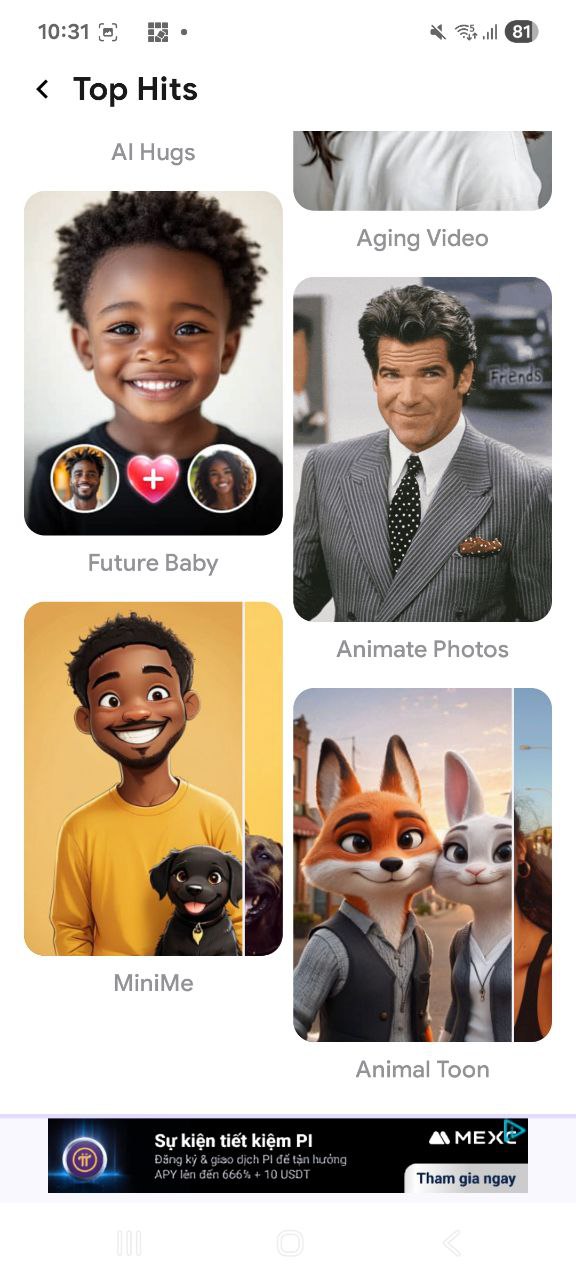 10:31
81
Top Hits
AI Hugs
Aging Video
Friends
Future Baby
Animate Photos
MiniMe
Animal Toon
Sự kiện tiết kiệm PI
Đăng ký & giao dịch PI để tận hưởng
APY lên đến 666% + 10 USDT
MEXC
Tham gia ngay